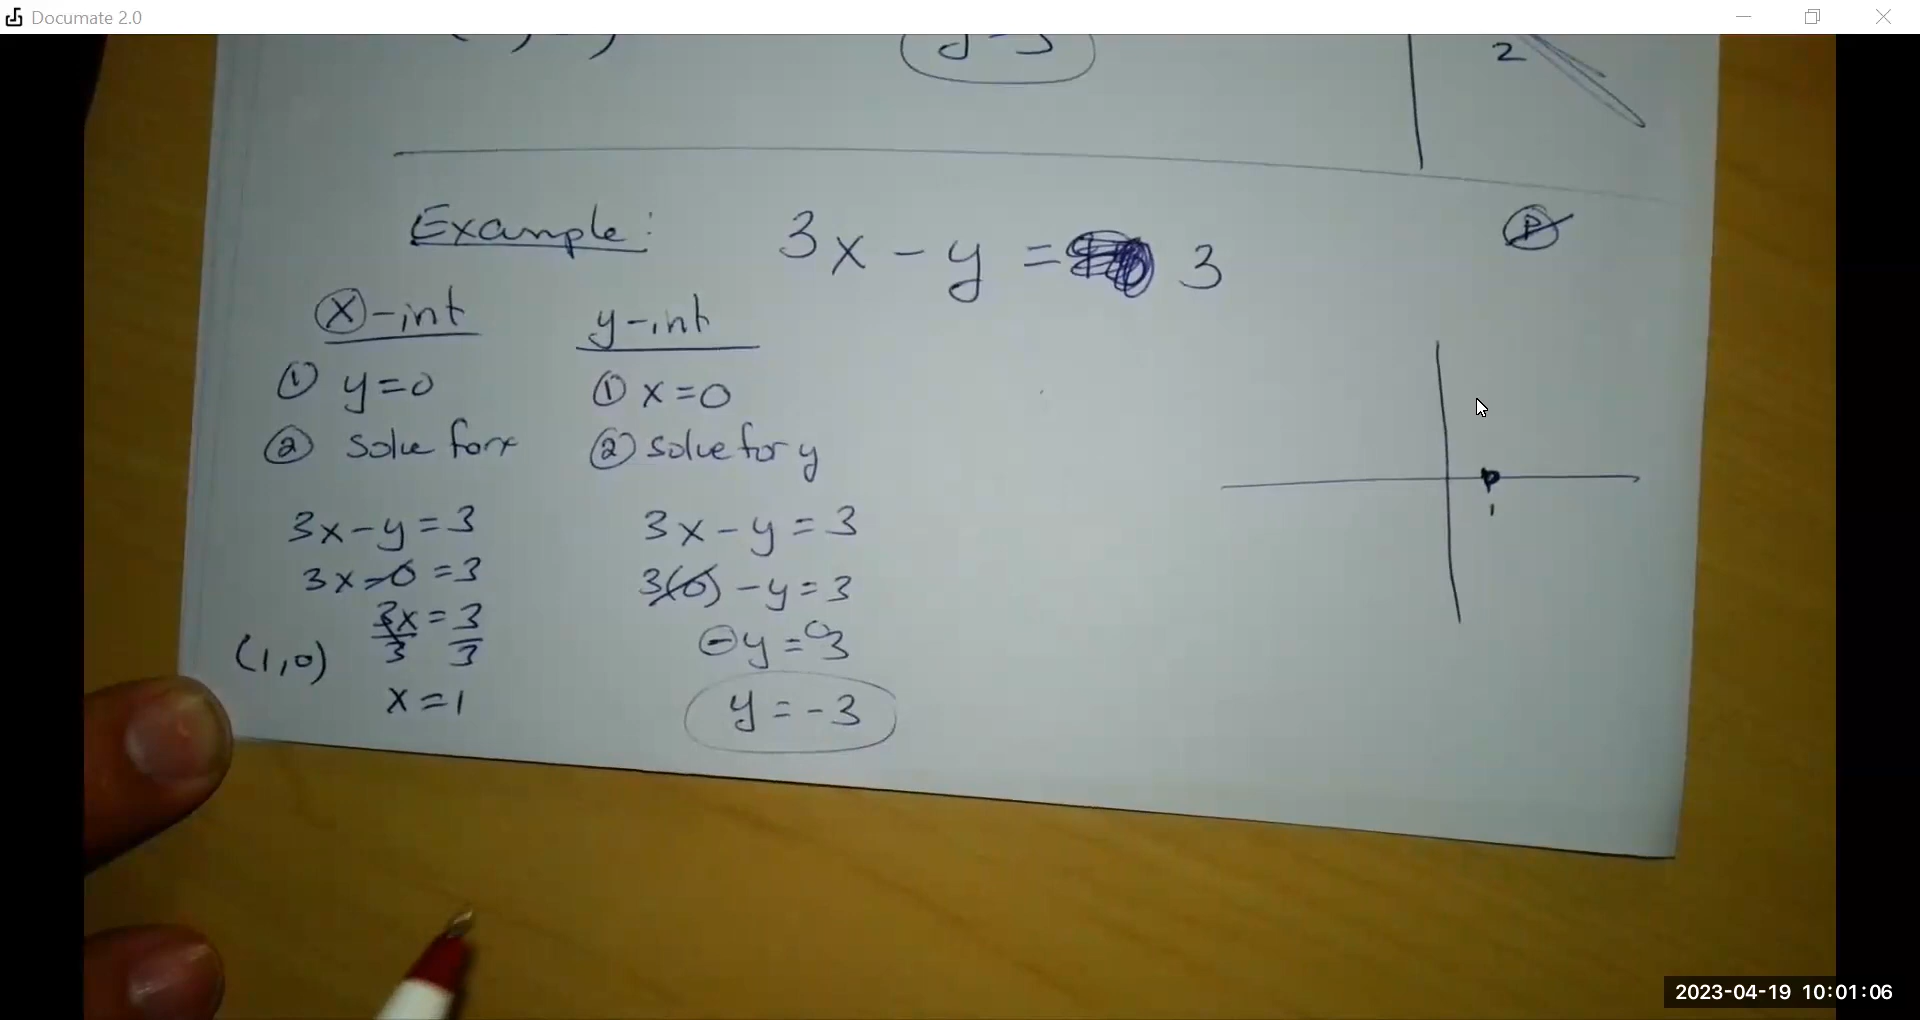 Documate 2.0
2
Example: 3x - y = 3
x-int
① y=0
② Solve for x
3x-y=3
3x-0=3
3x=3
3 3
(1,0)
x=1
y-int
① x=0
② solve for y
3x-y=3
3(0)-y=3
-y=3
y=-3
1
2023-04-19 10:01:06